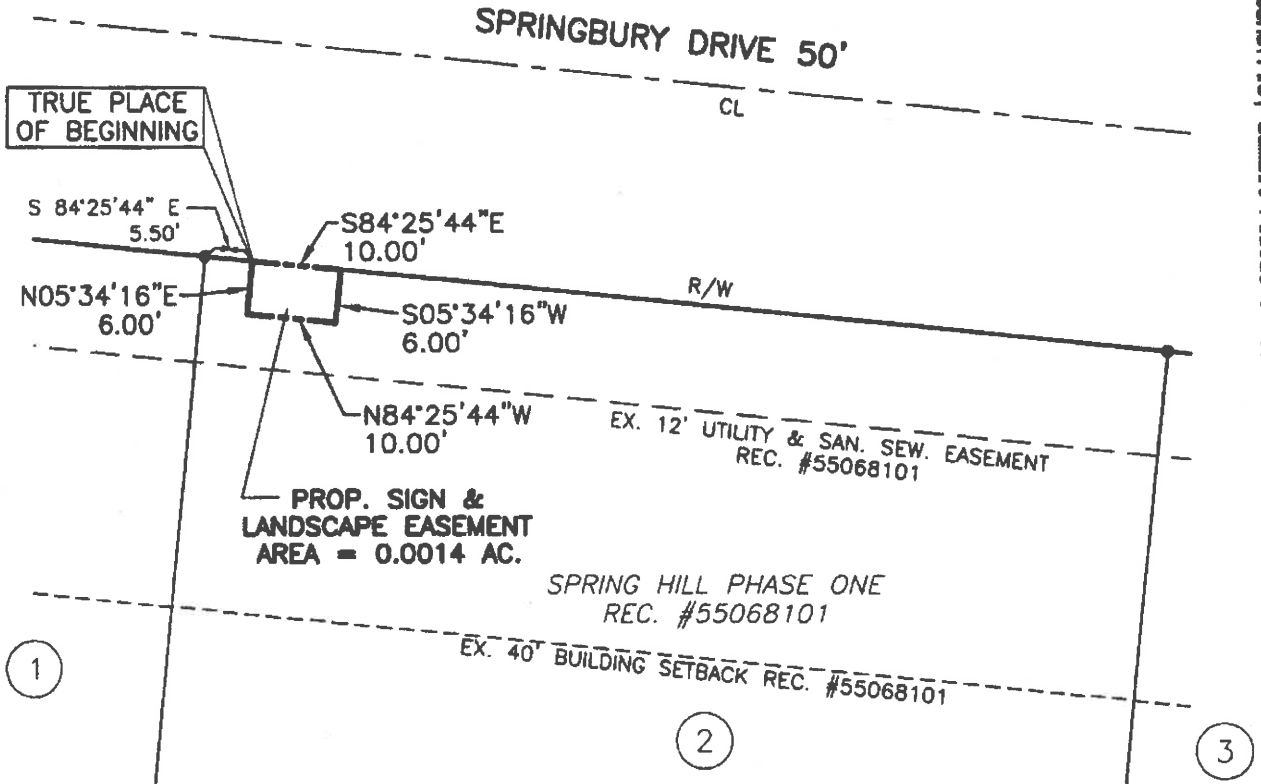 SPRINGBURY DRIVE 50'
CL
TRUE PLACE
OF BEGINNING
S 84°25'44" E
5.50'
S84°25'44"E
10.00'
R/W
N05°34'16"E
6.00'
S05°34'16"W
6.00'
N84°25'44"W
10.00'
EX. 12' UTILITY & SAN. SEW. EASEMENT
REC. #55068101
PROP. SIGN &
LANDSCAPE EASEMENT
AREA = 0.0014 AC.
SPRING HILL PHASE ONE
REC. #55068101
EX. 40' BUILDING SETBACK REC. #55068101
1
2
3